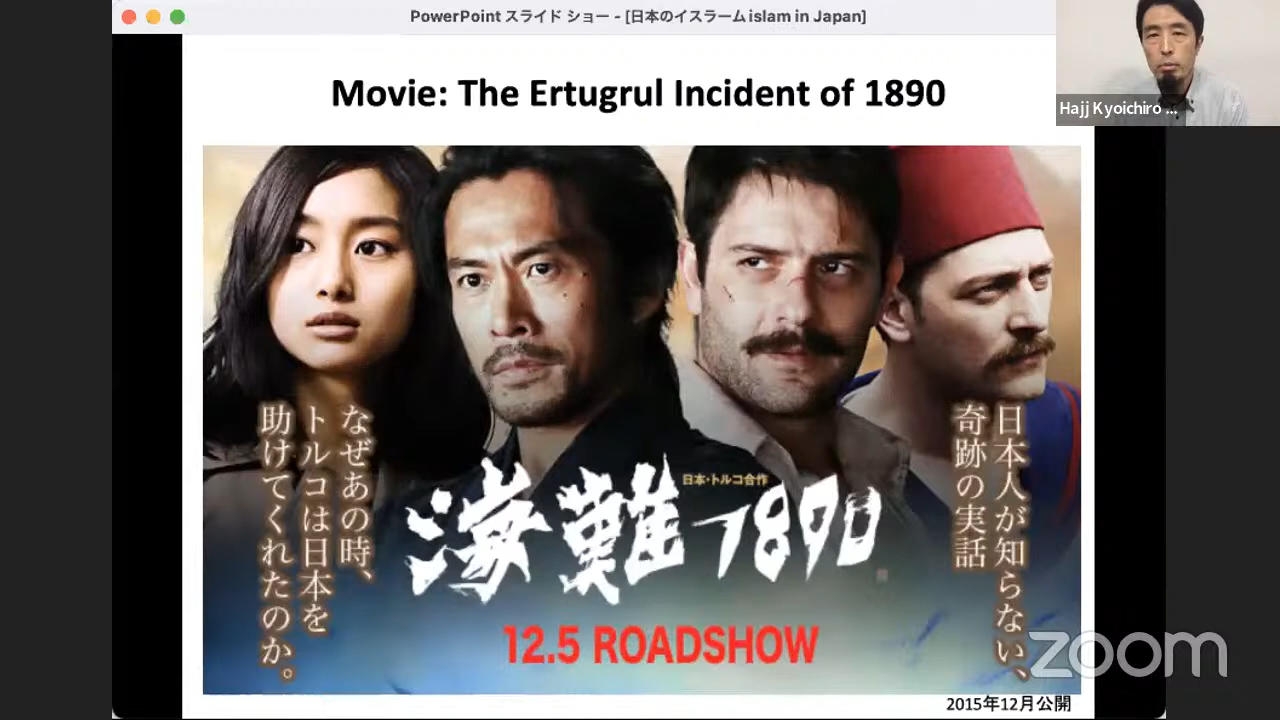 PowerPoint スライド ショー - [日本のイスラームislam in Japan]
Hajj Kyoichiro ...
Movie: The Ertugrul Incident of 1890
日本人が知らない、
奇跡の実話
なぜあの時、
トルコは日本を
助けてくれたのか。
日本・トルコ合作
海難1890
12.5 ROADSHOW
zoom
2015年12月公開